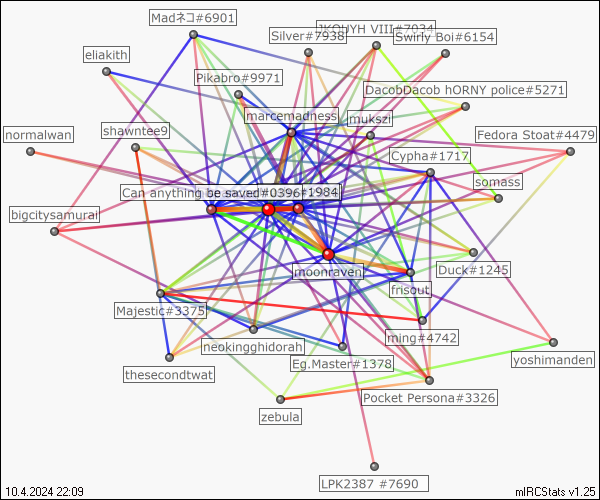 Madネコ#6901
Silver#7938
JKOUYH VIII#7034
Swirly Boi#6154
eliakith
Pikabro#9971
DacobDacob hORNY police#5271
marcemadness
mukszi
normalwan
shawntee9
Fedora Stoat#4479
Cypha#1717
Can anything be saved#0396
#1984
somass
bigcitysamurai
moonraven
Duck#1245
frisout
Majestic#3375
ming#4742
neokingghidorah
Eg.Master#1378
yoshimanden
thesecondtwat
Pocket Persona#3326
zebula
LPK2387 #7690
10.4.2024 22:09
mIRCStats v1.25